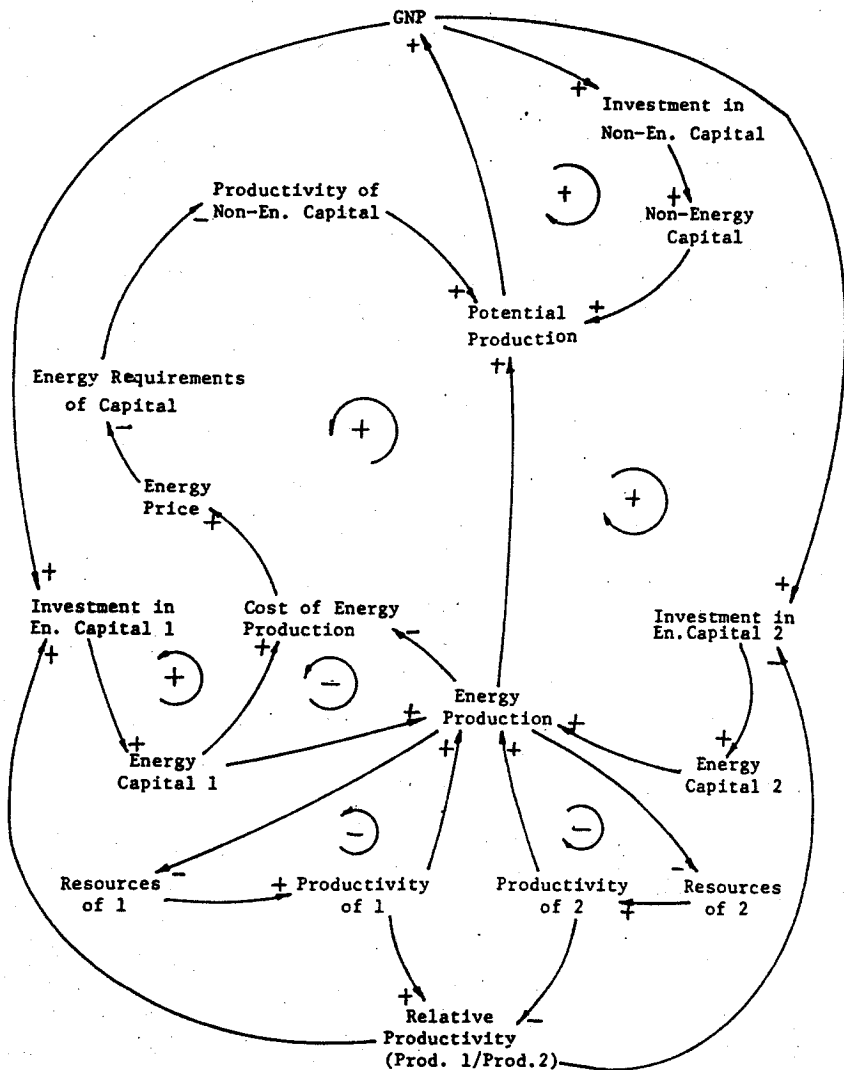 GNP
+
+
Investment in
Non-En. Capital
+
+
Non-Energy
Capital
Productivity of
Non-En. Capital
-
+
+
Potential
Production
+
Energy Requirements
of Capital
-
+
+
Energy
Price
+
+
Investment in
En. Capital 1
+
+
Cost of Energy
Production
+
-
-
+
Investment in
En.Capital 2
-
Energy
Production
+
+
+
+
+
Energy
Capital 1
+
Energy
Capital 2
-
-
-
-
Resources
of 1
+
Productivity
of 1
Productivity
of 2
+
Resources
of 2
+
-
Relative
Productivity
(Prod. 1/Prod.2)